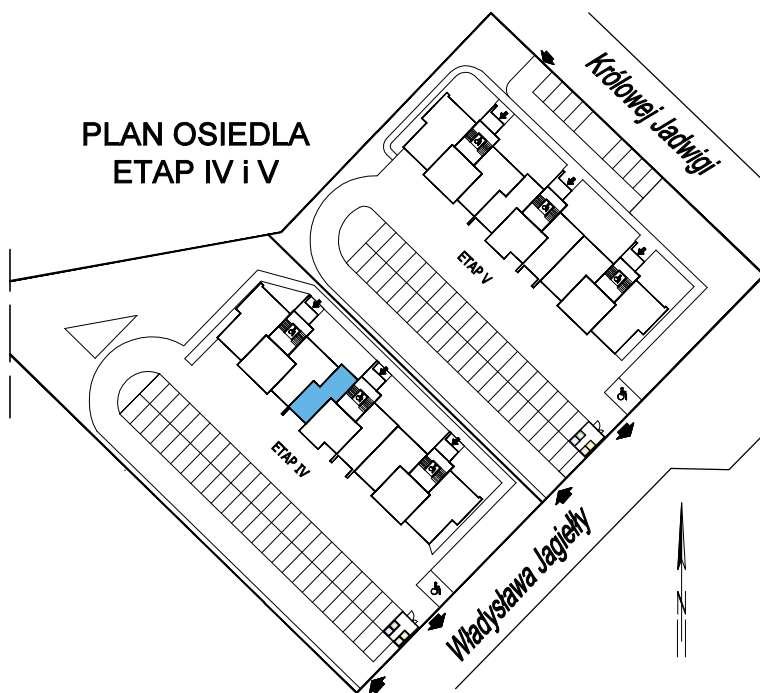 PLAN OSIEDLA
ETAP IV i V
Królowej Jadwigi
ETAP V
ETAP IV
Władysława Jagiełły
N